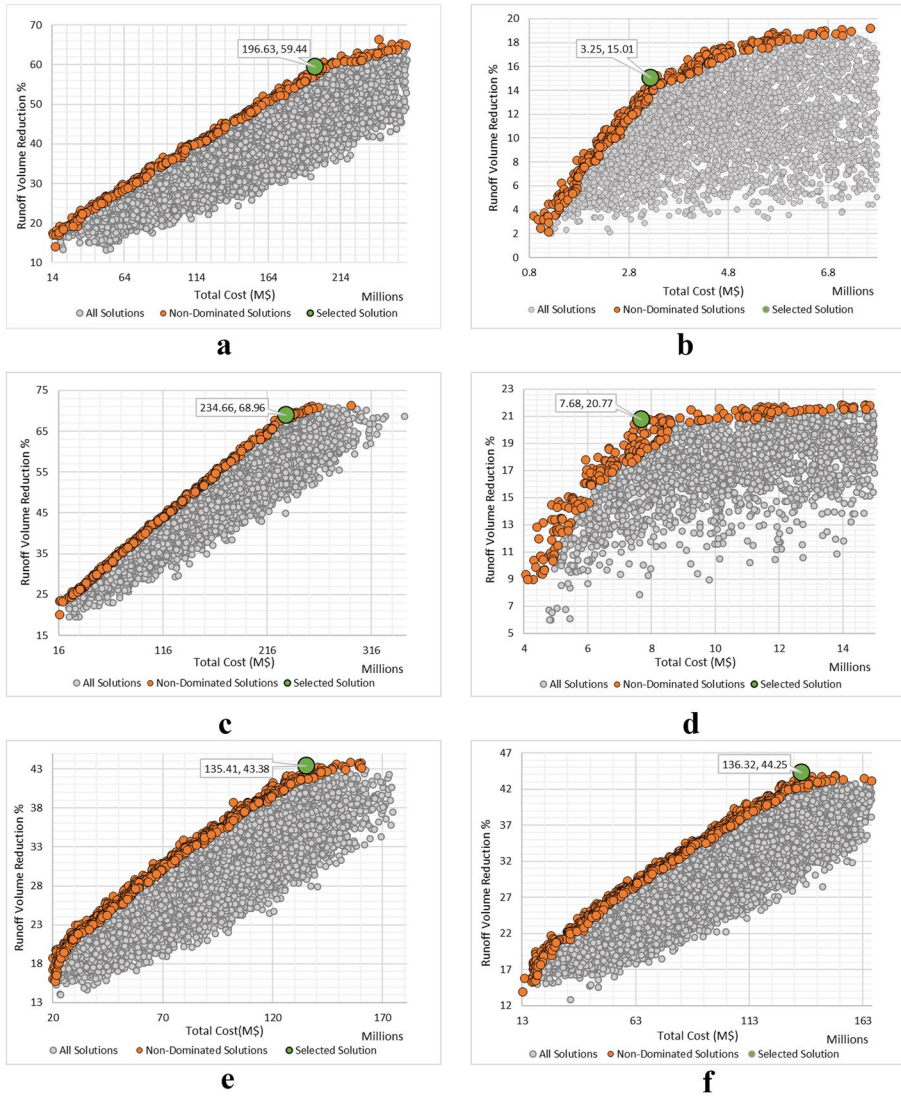 70
60
50
40
30
20
10
Runoff Volume Reduction %
196.63, 59.44
14 64 114 164 214
Total Cost (M$) Millions
All Solutions Non-Dominated Solutions Selected Solution
a
20
18
16
14
12
10
8
6
4
2
0
Runoff Volume Reduction %
3.25, 15.01
0.8 2.8 4.8 6.8
Total Cost (M$) Millions
All Solutions Non-Dominated Solutions Selected Solution
b
75
65
55
45
35
25
15
Runoff Volume Reduction %
234.66, 68.96
16 116 216 316
Total Cost (M$) Millions
All Solutions Non-Dominated Solutions Selected Solution
c
23
21
19
17
15
13
11
9
7
5
Runoff Volume Reduction %
7.68, 20.77
4 6 8 10 12 14
Total Cost (M$) Millions
All Solutions Non-Dominated Solutions Selected Solution
d
43
38
33
28
23
18
13
Runoff Volume Reduction %
135.41, 43.38
20 70 120 170
Total Cost(M$) Millions
All Solutions Non-Dominated Solutions Selected Solution
e
47
42
37
32
27
22
17
12
Runoff Volume Reduction %
136.32, 44.25
13 63 113 163
Total Cost (M$) Millions
All Solutions Non-Dominated Solutions Selected Solution
f